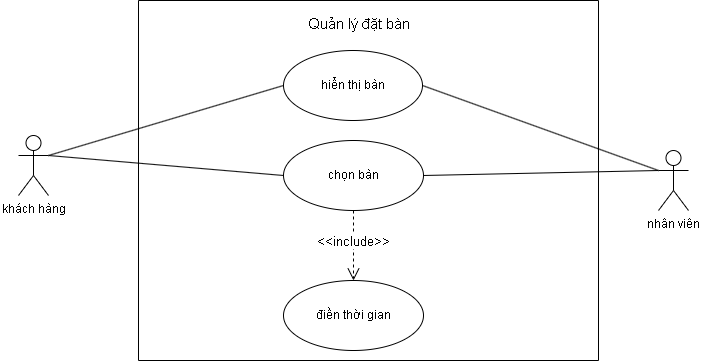 Quản lý đặt bàn
hiển thị bàn
chọn bàn
khách hàng
nhân viên
<<include>>
điền thời gian